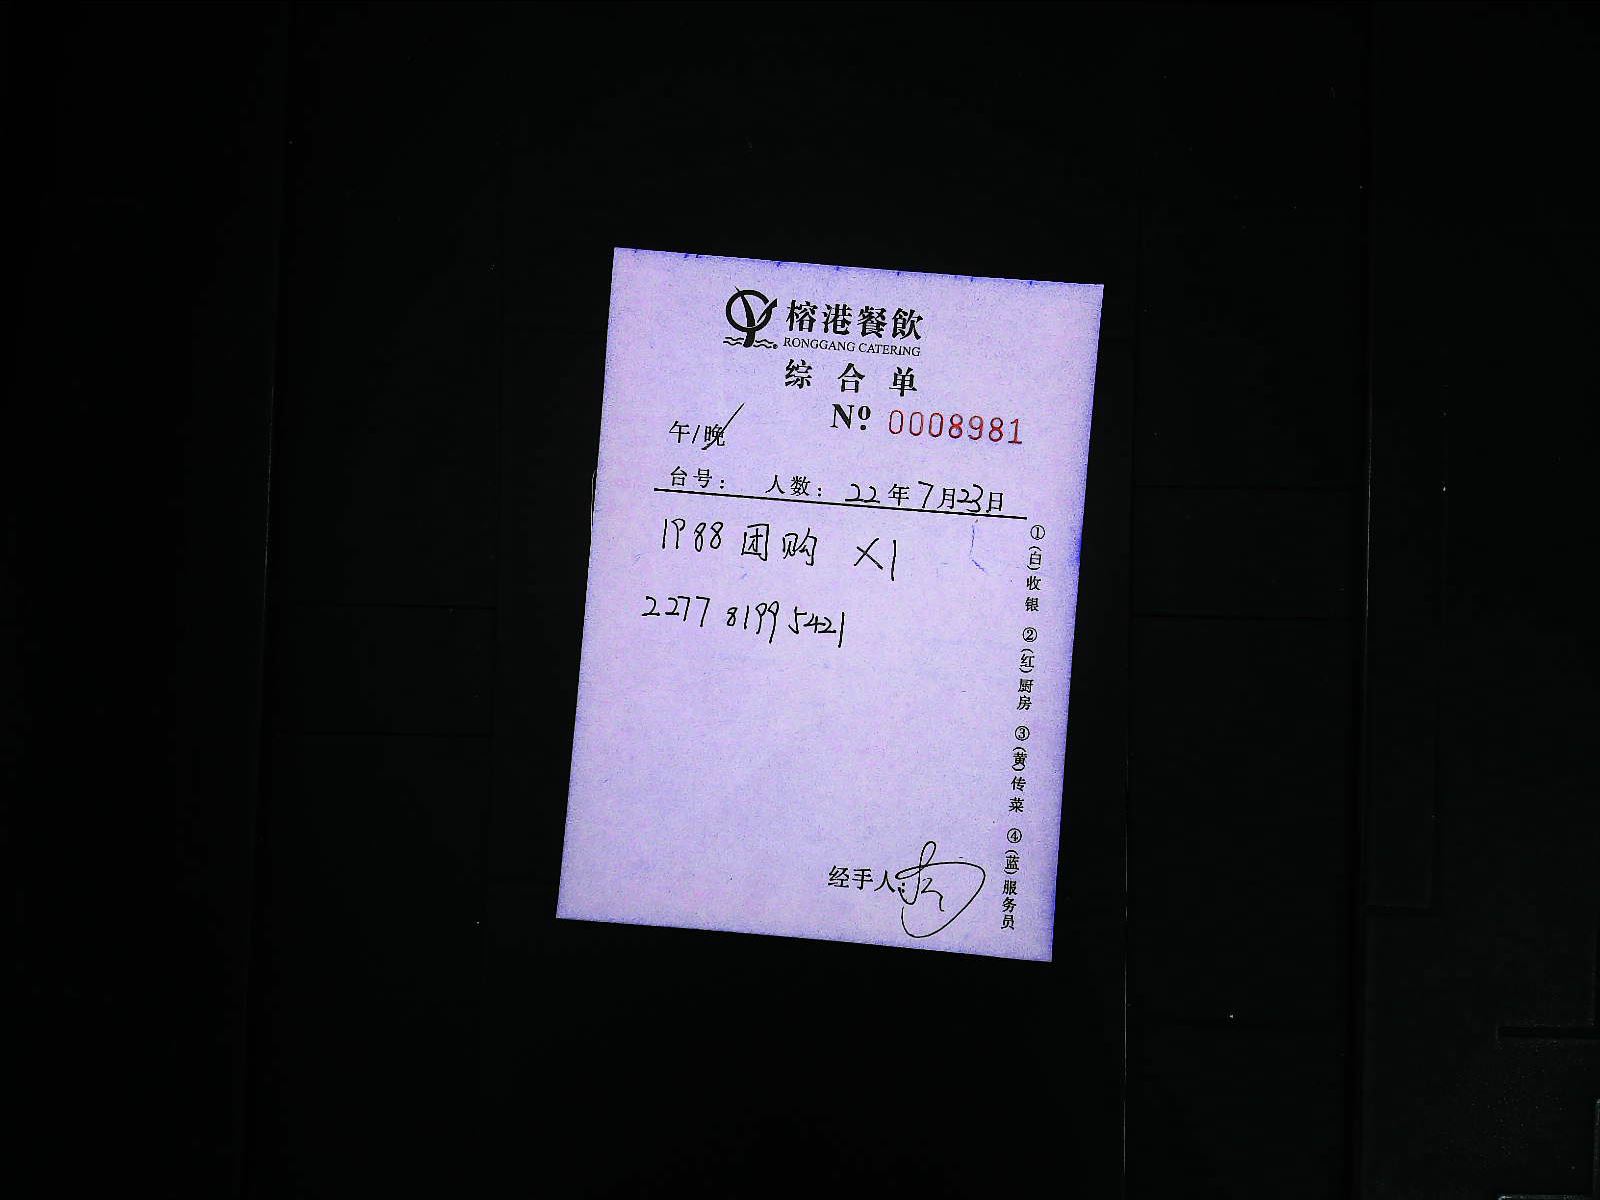 榕港餐飲
RONGGANG CATERING
综合单
Nº: 0008981
午/晚
台号： 人数： 22年7月23日
1988 团购 X1
2277 8199 5421
经手人：
①(白)收银 ②(红)厨房 ③(黄)传菜 ④(蓝)服务员